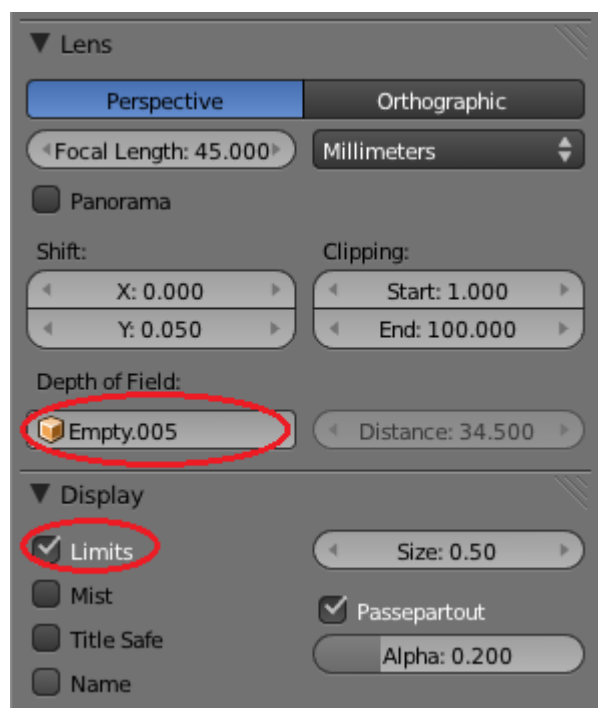 Lens
Perspective Orthographic
Focal Length: 45.000 Millimeters
Panorama
Shift: Clipping:
X: 0.000 Start: 1.000
Y: 0.050 End: 100.000
Depth of Field:
Empty.005 Distance: 34.500
Display
Limits Size: 0.50
Mist Passepartout
Title Safe Alpha: 0.200
Name